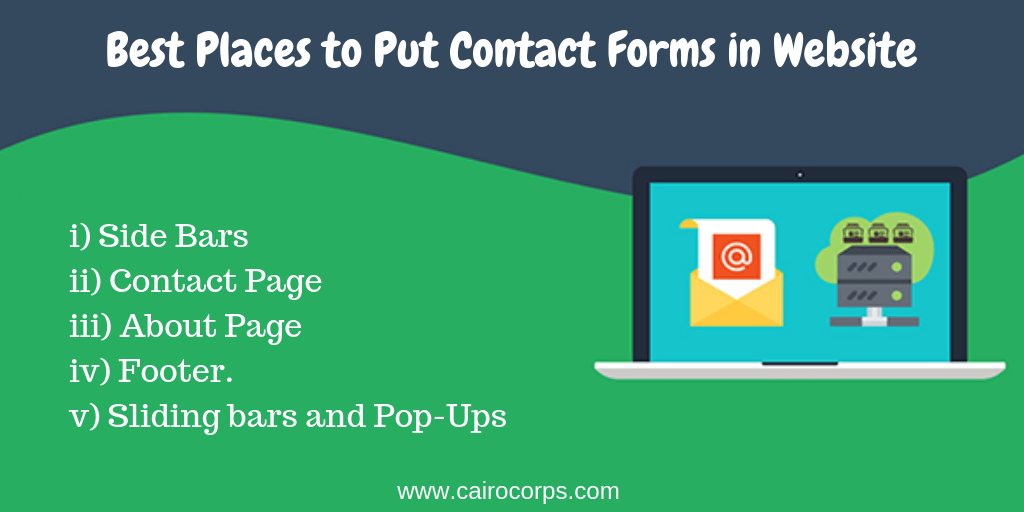 Best Places to Put Contact Forms in Website
i) Side Bars
ii) Contact Page
iii) About Page
iv) Footer.
v) Sliding bars and Pop-Ups
@
www.cairocorps.com